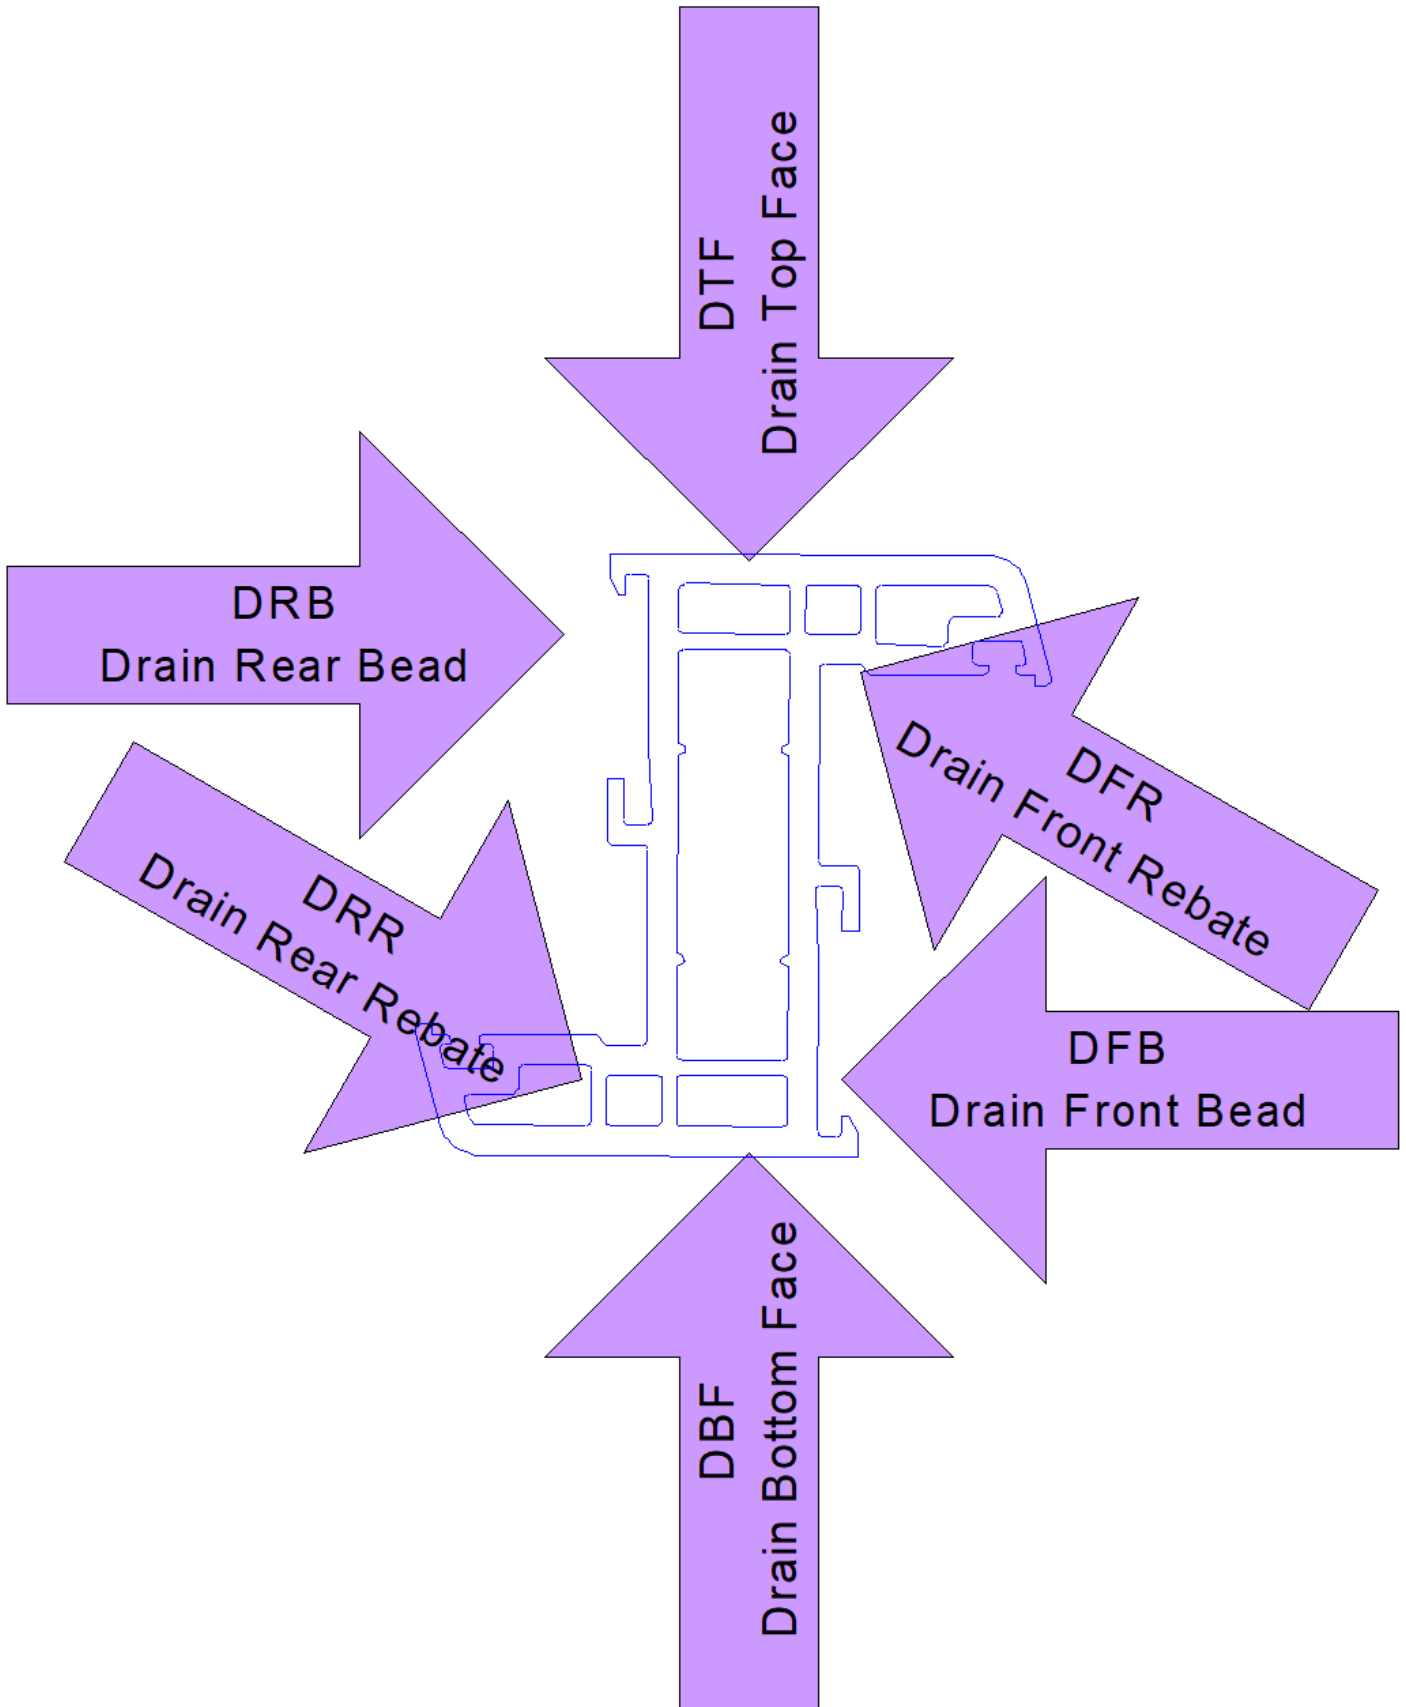 DTF
Drain Top Face
DRB
Drain Rear Bead
DFR
Drain Front Rebate
DRR
Drain Rear Rebate
DFB
Drain Front Bead
DBF
Drain Bottom Face